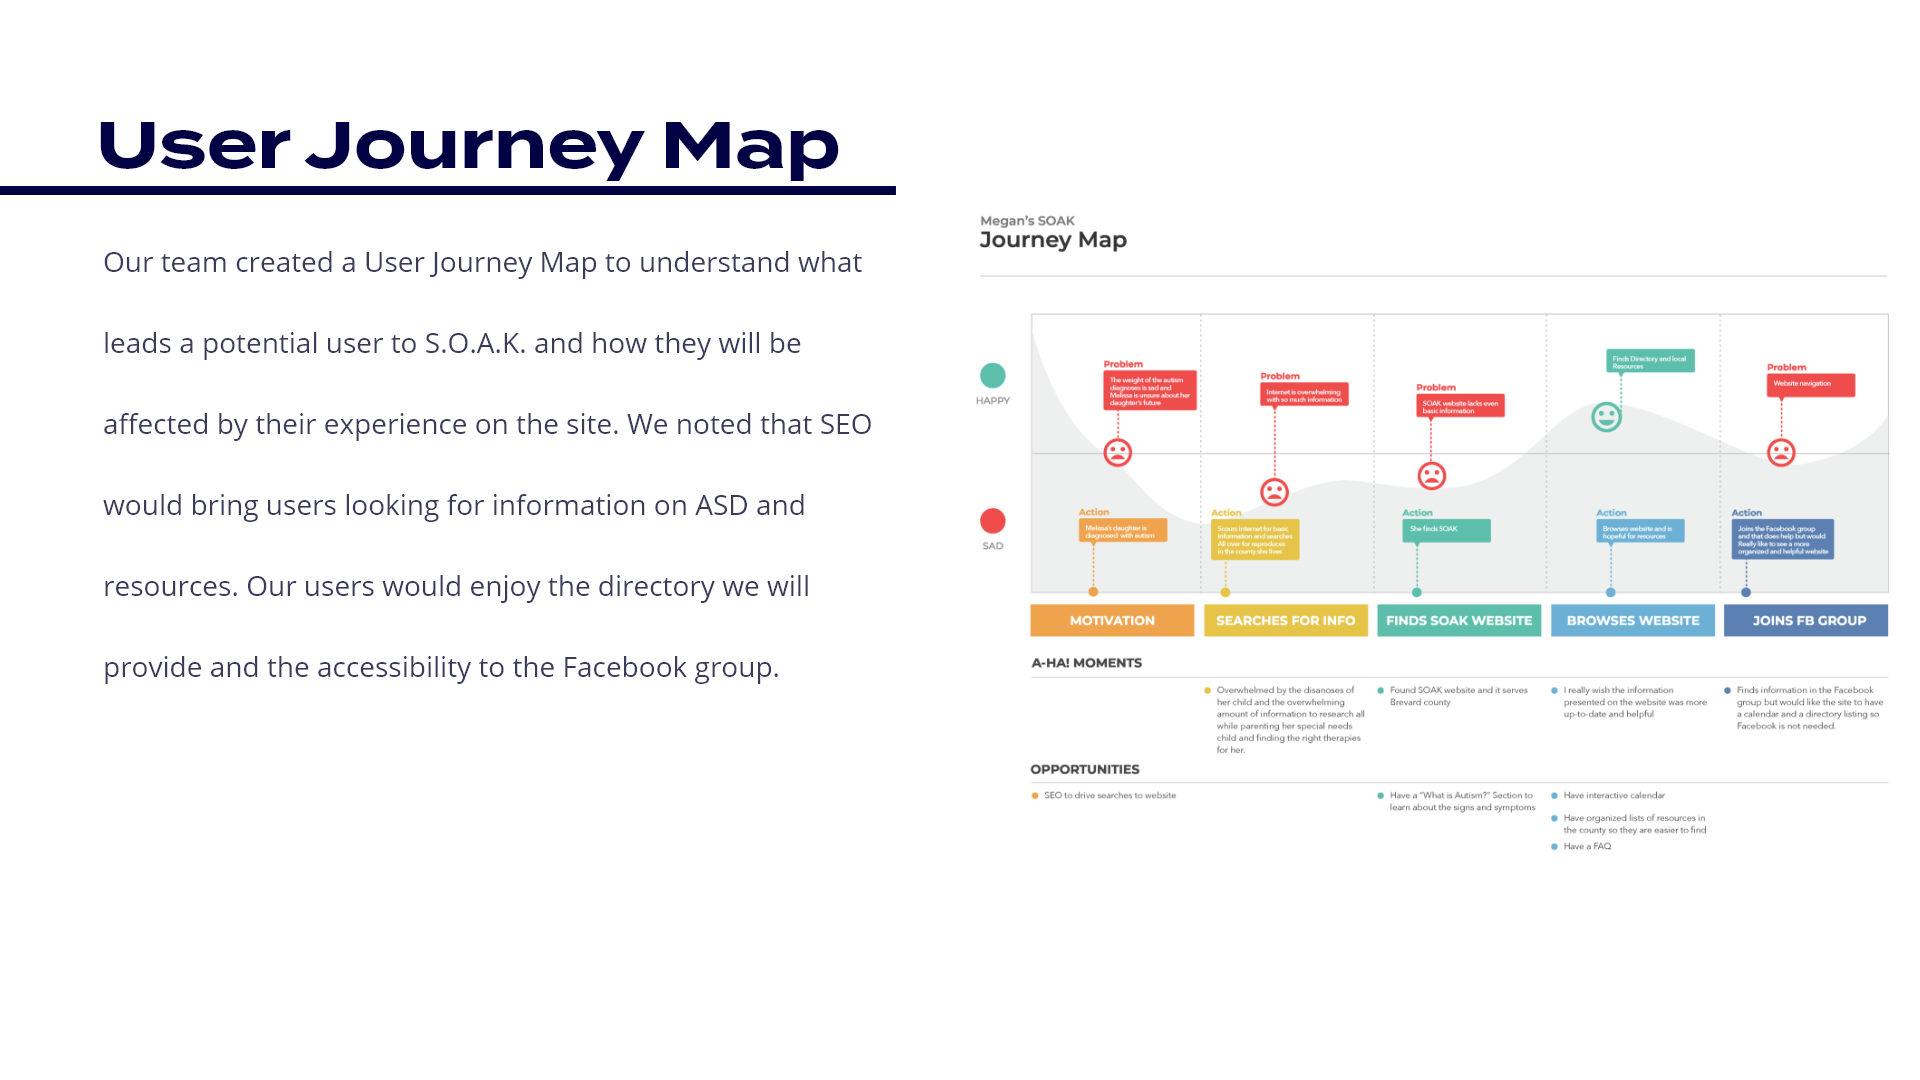 User Journey Map
Our team created a User Journey Map to understand what
leads a potential user to S.O.A.K. and how they will be
affected by their experience on the site. We noted that SEO
would bring users looking for information on ASD and
resources. Our users would enjoy the directory we will
provide and the accessibility to the Facebook group.
Megan's SOAK
Journey Map
HAPPY
SAD
Problem
The weight of the autism
diagnoses is sad and
Melissa is unsure about her
daughter's future
Problem
Internet is overwhelming
with so much information
Problem
SOAK website lacks even
basic information
Finds Directory and local
Resources
Problem
Website navigation
Action
Melissa's daughter is
diagnosed with autism
Action
Scours internet for basic
Information and searches
All over for reproduces
in the county she lives
Action
She finds SOAK
Action
Browses website and is
hopeful for resources
Action
Joins the Facebook group
and that does help but would
Really like to see a more
organized and helpful website
MOTIVATION
SEARCHES FOR INFO
FINDS SOAK WEBSITE
BROWSES WEBSITE
JOINS FB GROUP
A-HA! MOMENTS
Overwhelmed by the disanoses of
her child and the overwhelming
amount of information to research all
while parenting her special needs
child and finding the right therapies
for her.
Found SOAK website and it serves
Brevard county
I really wish the information
presented on the website was more
up-to-date and helpful
Finds information in the Facebook
group but would like the site to have
a calendar and a directory listing so
Facebook is not needed.
OPPORTUNITIES
SEO to drive searches to website
Have a "What is Autism?" Section to
learn about the signs and symptoms
Have interactive calendar
Have organized lists of resources in
the county so they are easier to find
Have a FAQ